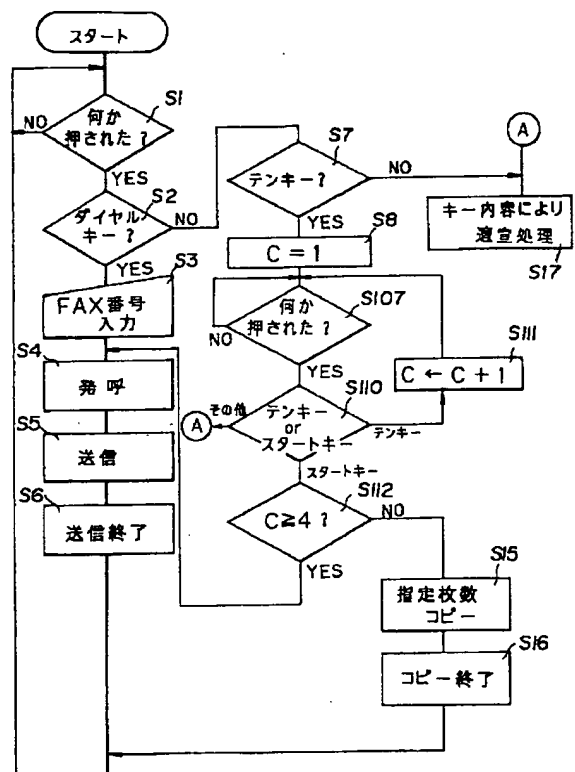 スタート
S1
何か
押された?
NO
YES
S2
ダイヤル
キー?
NO
YES
S3
FAX番号
入力
S4
発呼
S5
送信
S6
送信終了
S7
テンキー?
NO
YES
A
キー内容により
適宜処理
S17
S8
C=1
S107
何か
押された?
NO
YES
S111
C←C+1
S110
テンキー
or
スタートキー
その他
A
テンキー
スタートキー
S112
C≥4?
NO
YES
S15
指定枚数
コピー
S16
コピー終了